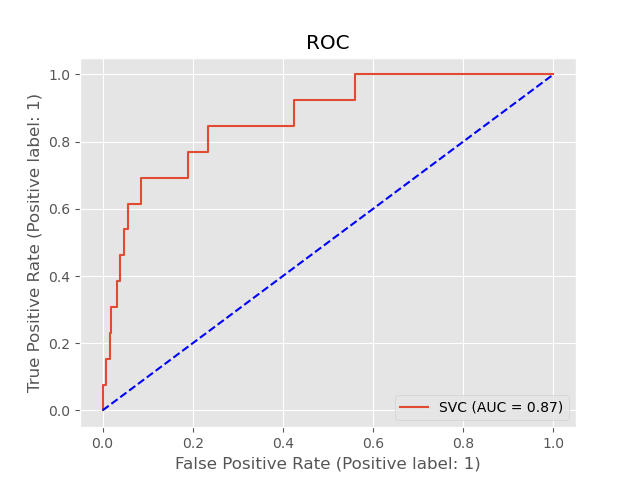 ROC
True Positive Rate (Positive label: 1)
1.0
0.8
0.6
0.4
0.2
0.0
SVC (AUC = 0.87)
0.0 0.2 0.4 0.6 0.8 1.0
False Positive Rate (Positive label: 1)